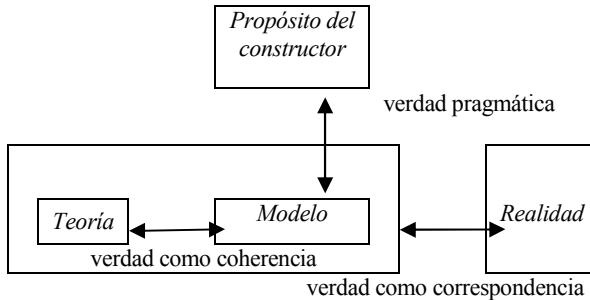 Propósito del
constructor
verdad pragmática
Teoría
Modelo
Realidad
verdad como coherencia
verdad como correspondencia